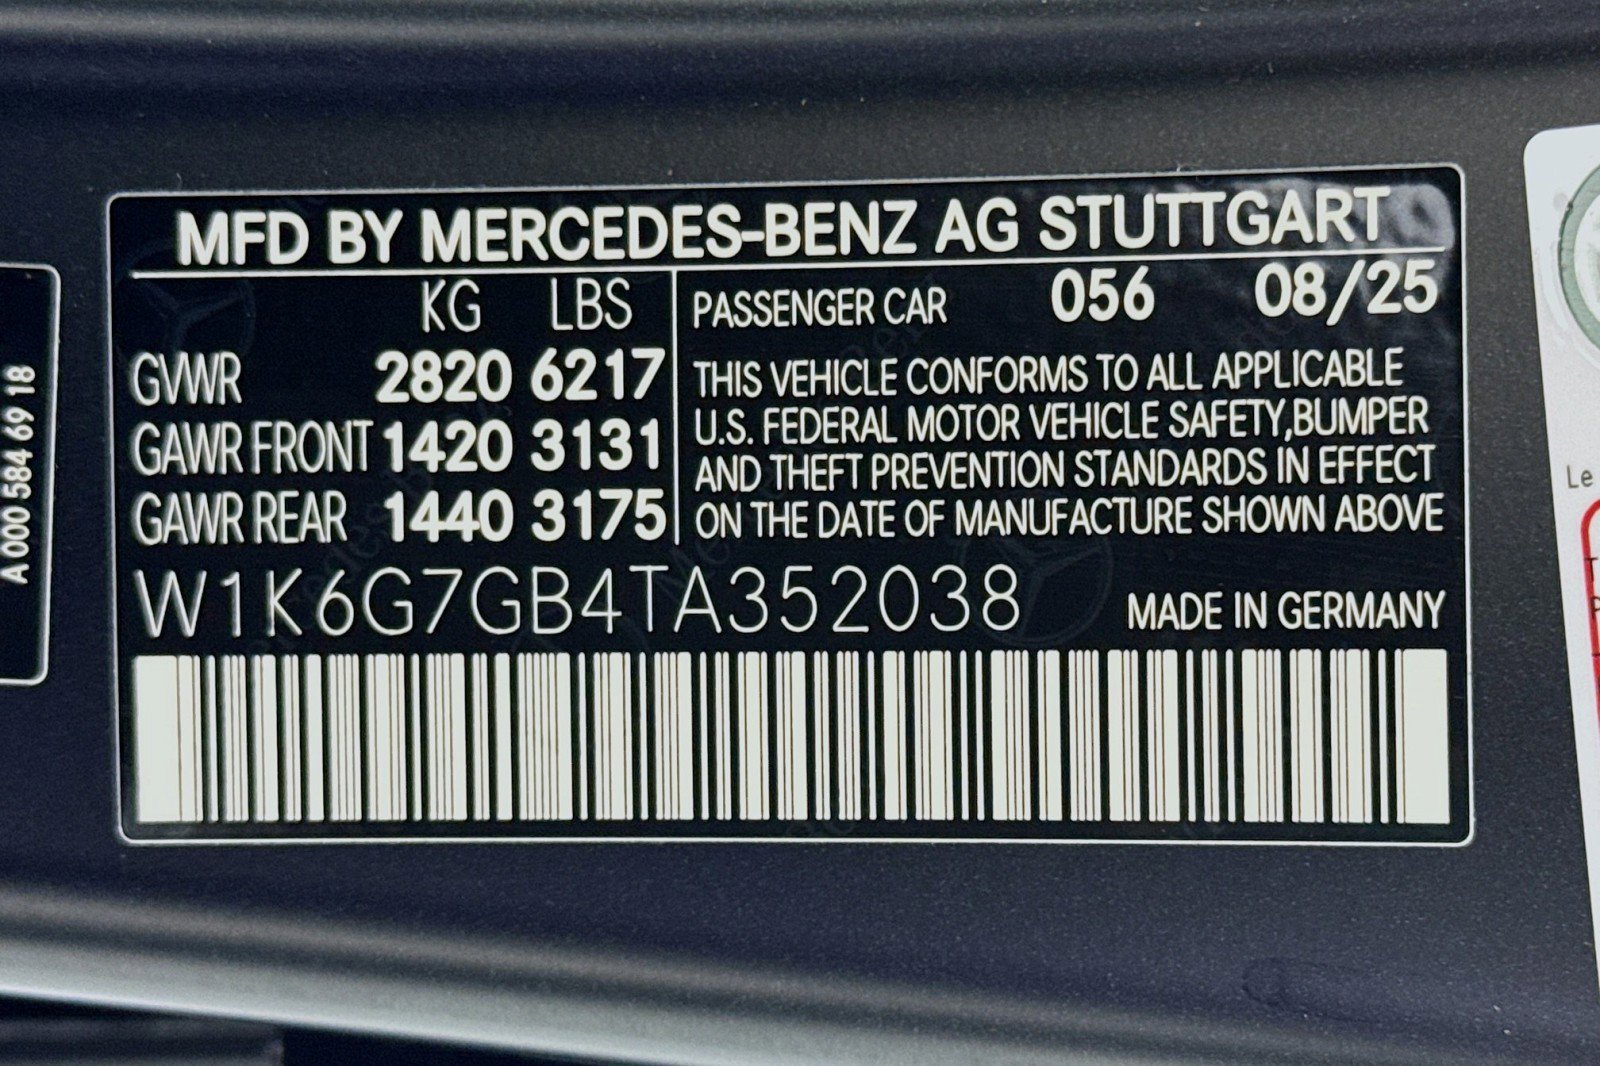 MFD BY MERCEDES-BENZ AG STUTTGART
KG LBS
GVWR 2820 6217
GAWR FRONT 1420 3131
GAWR REAR 1440 3175
PASSENGER CAR 056 08/25
THIS VEHICLE CONFORMS TO ALL APPLICABLE
U.S. FEDERAL MOTOR VEHICLE SAFETY,BUMPER
AND THEFT PREVENTION STANDARDS IN EFFECT
ON THE DATE OF MANUFACTURE SHOWN ABOVE
W1K6G7GB4TA352038
MADE IN GERMANY
A 000 584 69 18
Le